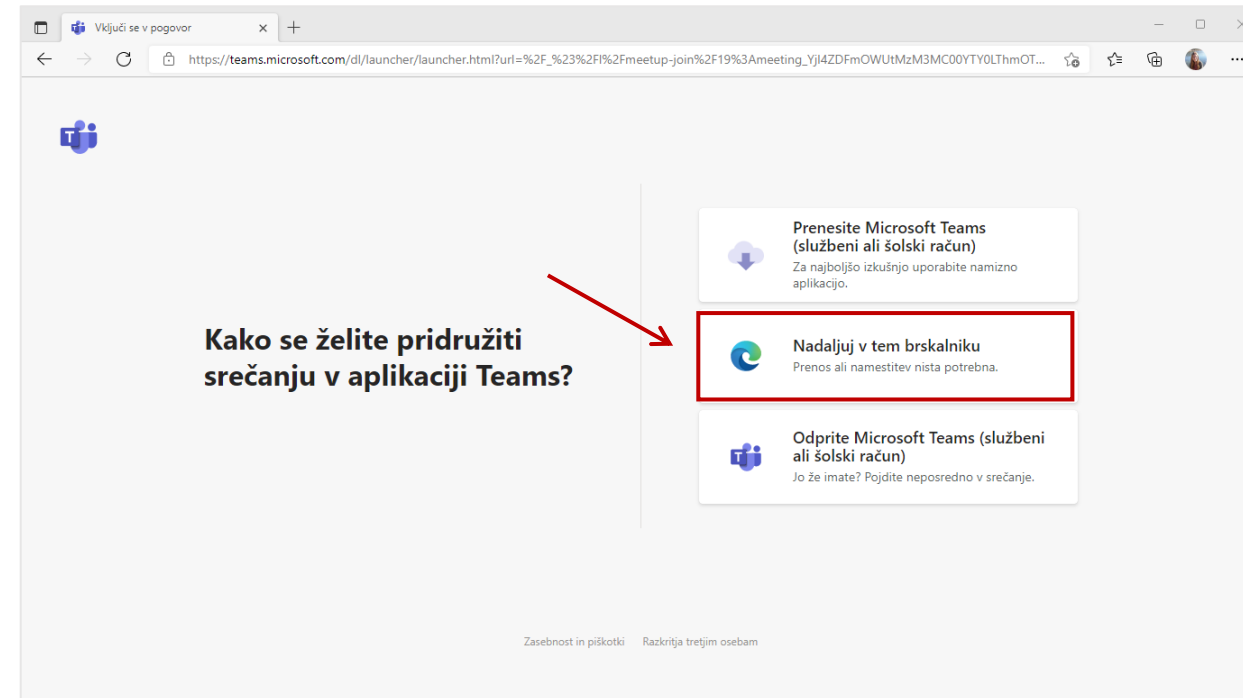 Vključi se v pogovor
https://teams.microsoft.com/dl/launcher/launcher.html?url=%2F_%23%2Fl%2Fmeetup-join%2F19%3Ameeting_YjI4ZDFmOWUtMzM3MC00YTY0LThmOT...
Prenesite Microsoft Teams
(službeni ali šolski račun)
Za najboljšo izkušnjo uporabite namizno
aplikacijo.
Kako se želite pridružiti
srečanju v aplikaciji Teams?
Nadaljuj v tem brskalniku
Prenos ali namestitev nista potrebna.
Odprite Microsoft Teams (službeni
ali šolski račun)
Jo že imate? Pojdite neposredno v srečanje.
Zasebnost in piškotki Razkritja tretjim osebam